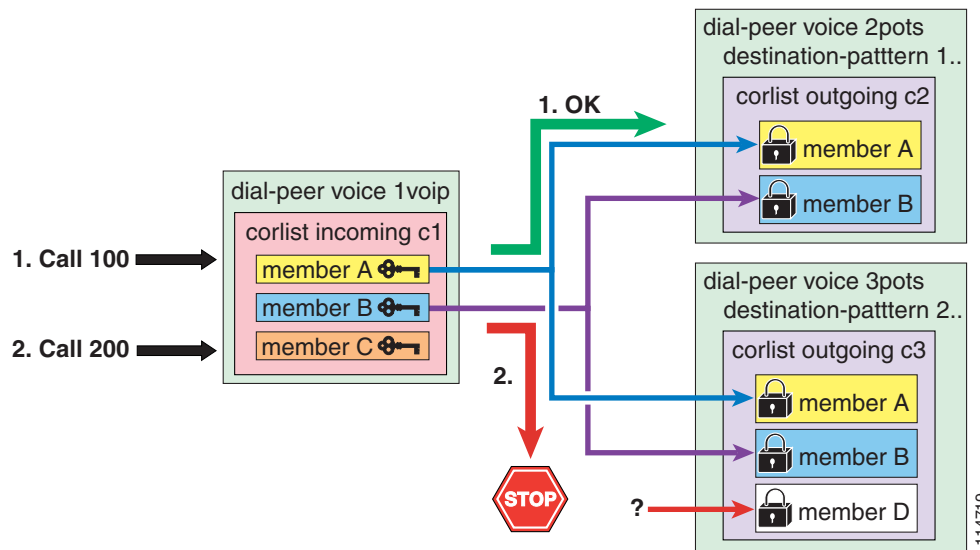 dial-peer voice 2pots
destination-patttern 1..
corlist outgoing c2
member A
member B
1. OK
dial-peer voice 1voip
corlist incoming c1
member A
member B
member C
1. Call 100
2. Call 200
2.
STOP
dial-peer voice 3pots
destination-patttern 2..
corlist outgoing c3
member A
member B
member D
?